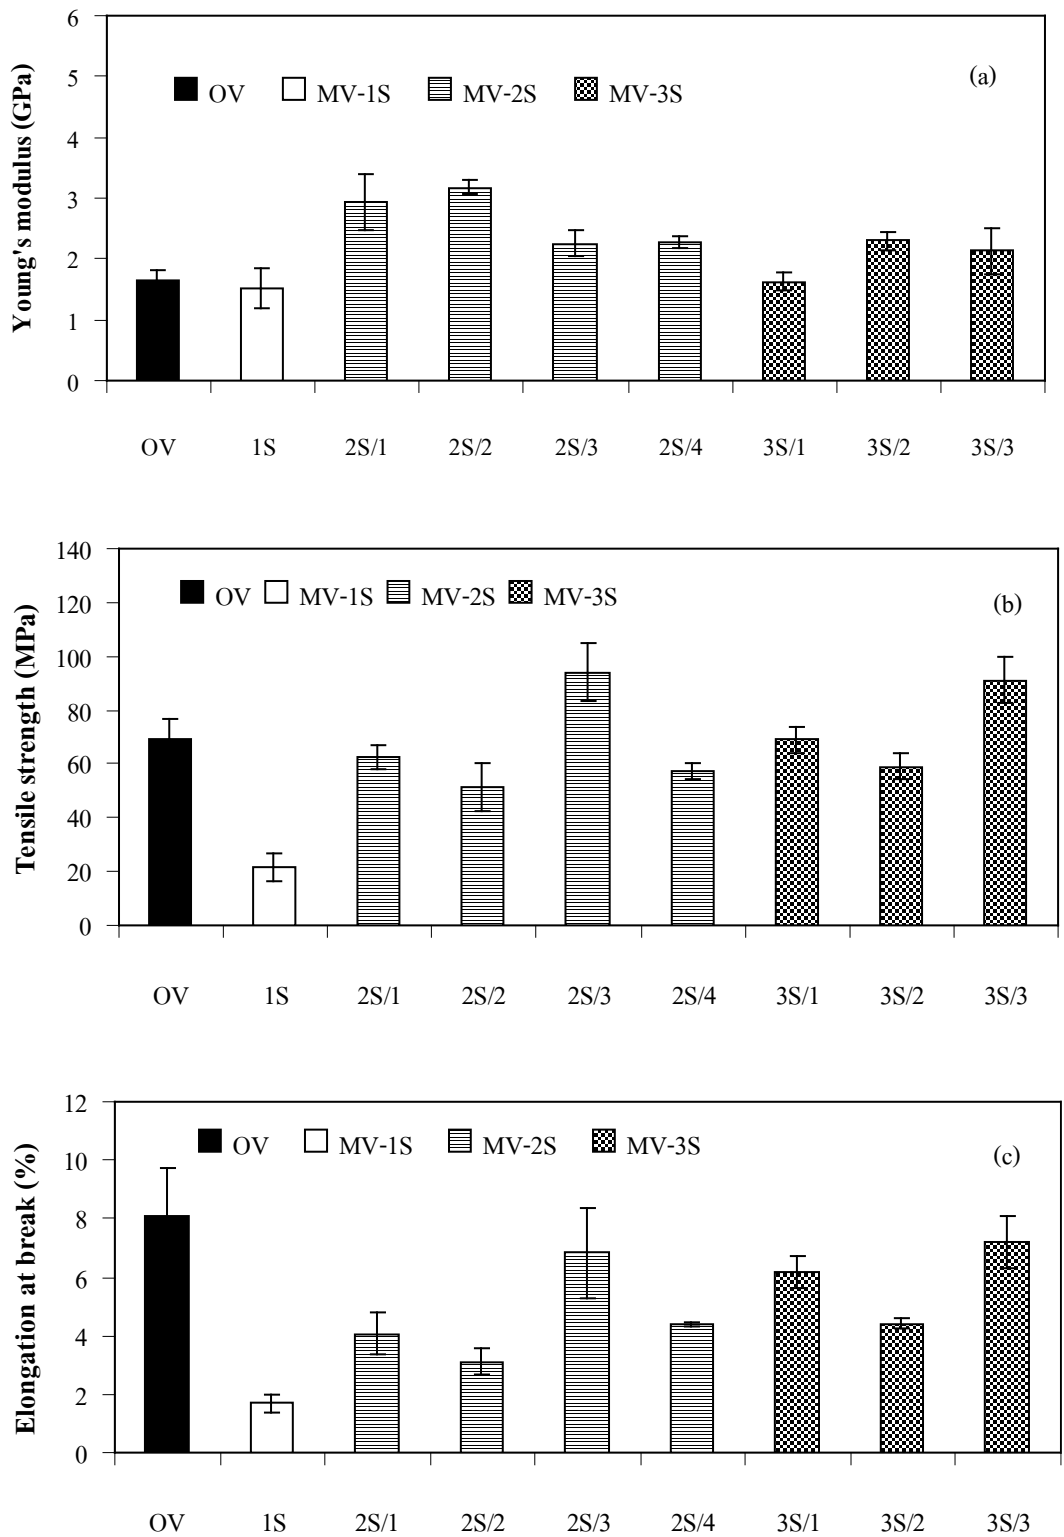 6
5
4
3
2
1
0
Young's modulus (GPa)
OV MV-1S MV-2S MV-3S
(a)
OV 1S 2S/1 2S/2 2S/3 2S/4 3S/1 3S/2 3S/3
140
120
100
80
60
40
20
0
Tensile strength (MPa)
OV MV-1S MV-2S MV-3S
(b)
OV 1S 2S/1 2S/2 2S/3 2S/4 3S/1 3S/2 3S/3
12
10
8
6
4
2
0
Elongation at break (%)
OV MV-1S MV-2S MV-3S
(c)
OV 1S 2S/1 2S/2 2S/3 2S/4 3S/1 3S/2 3S/3